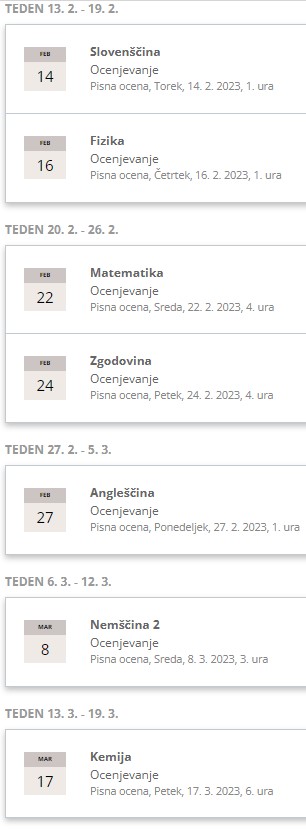 TEDEN 13. 2. - 19. 2.
FEB
14
Slovenščina
Ocenjevanje
Pisna ocena, Torek, 14. 2. 2023, 1. ura
FEB
16
Fizika
Ocenjevanje
Pisna ocena, Četrtek, 16. 2. 2023, 1. ura
TEDEN 20. 2. - 26. 2.
FEB
22
Matematika
Ocenjevanje
Pisna ocena, Sreda, 22. 2. 2023, 4. ura
FEB
24
Zgodovina
Ocenjevanje
Pisna ocena, Petek, 24. 2. 2023, 4. ura
TEDEN 27. 2. - 5. 3.
FEB
27
Angleščina
Ocenjevanje
Pisna ocena, Ponedeljek, 27. 2. 2023, 1. ura
TEDEN 6. 3. - 12. 3.
MAR
8
Nemščina 2
Ocenjevanje
Pisna ocena, Sreda, 8. 3. 2023, 3. ura
TEDEN 13. 3. - 19. 3.
MAR
17
Kemija
Ocenjevanje
Pisna ocena, Petek, 17. 3. 2023, 6. ura